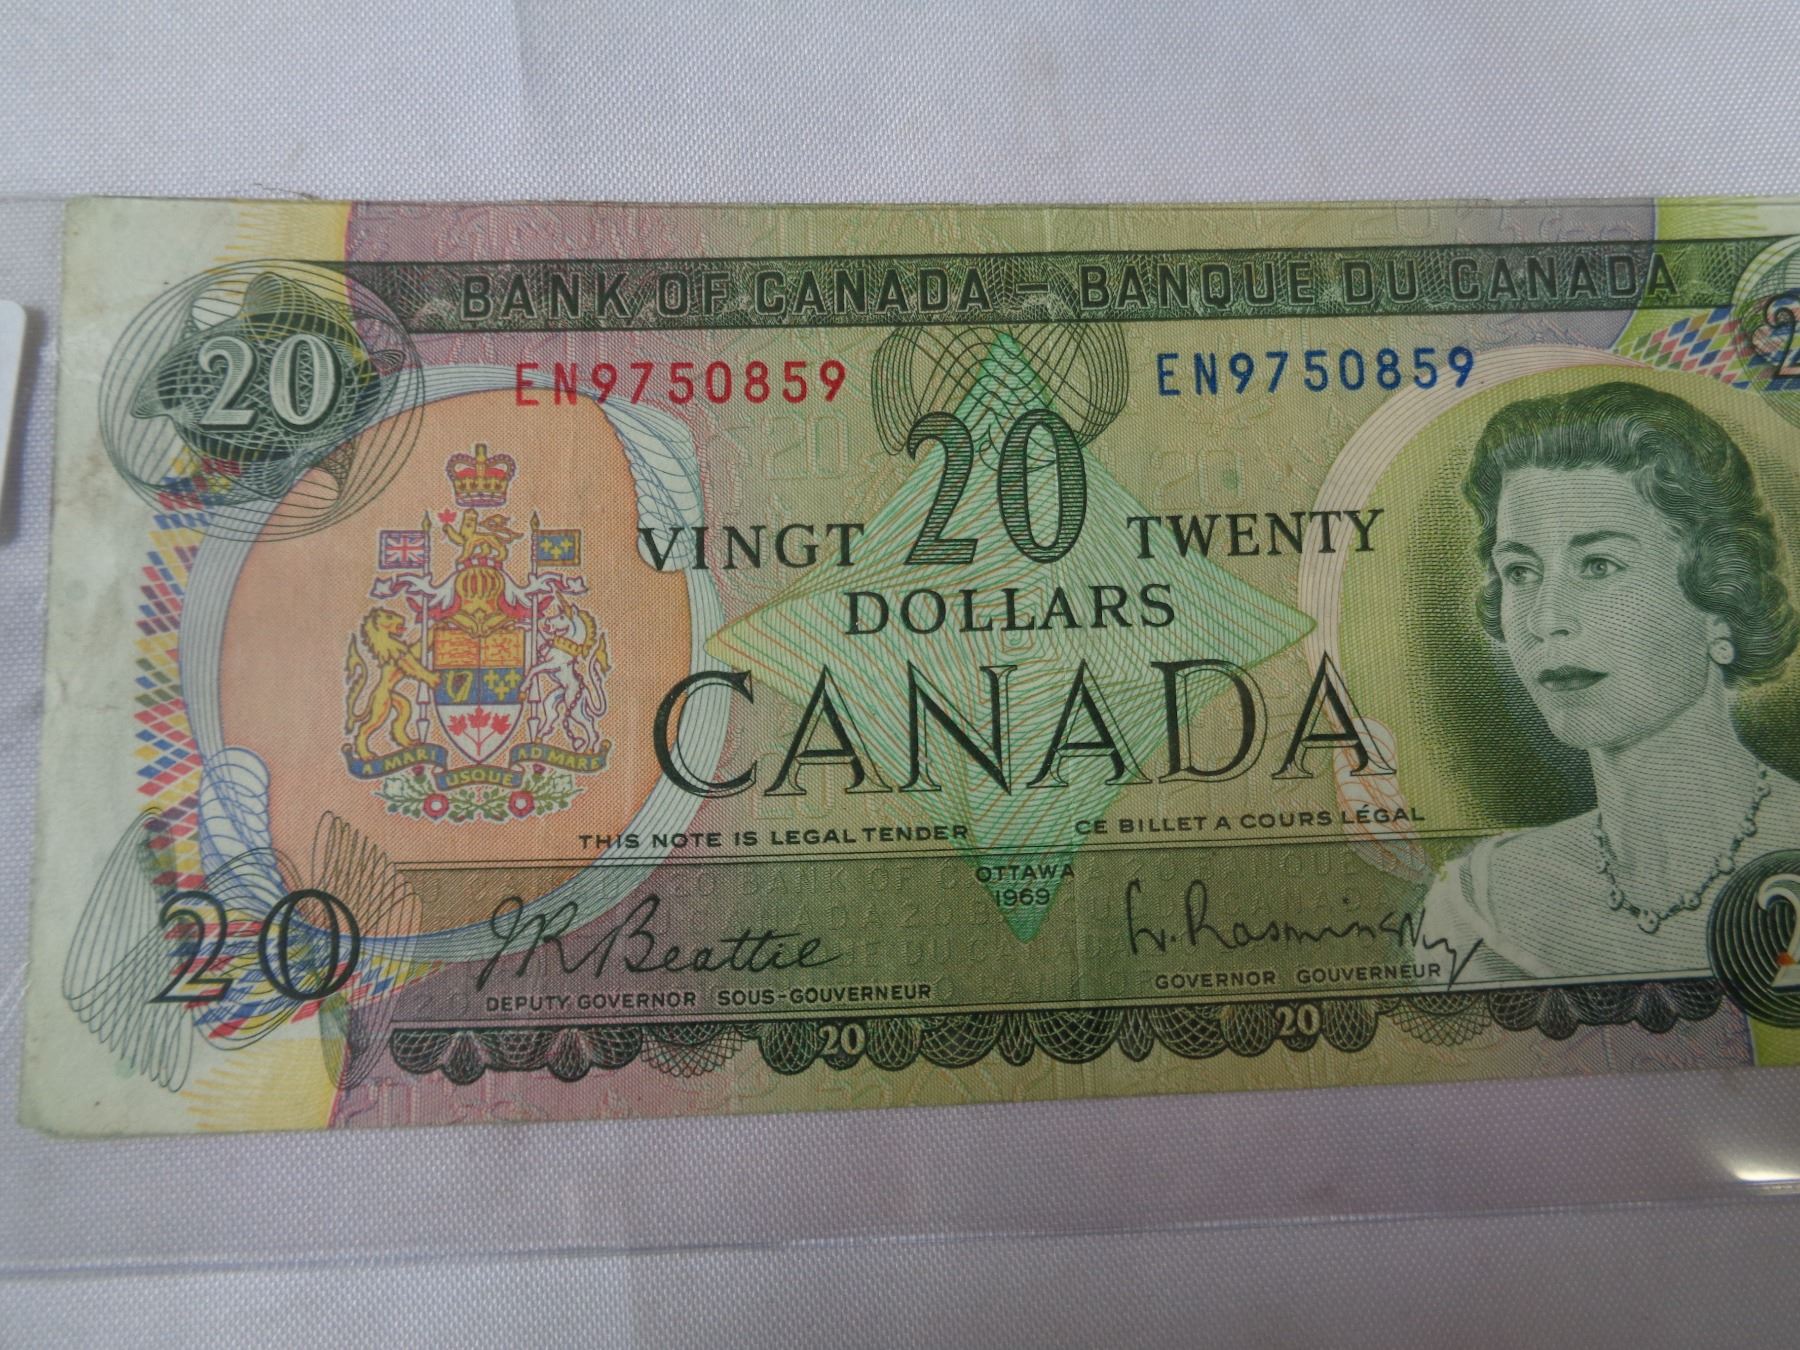 BANK OF CANADA – BANQUE DU CANADA
20
EN9750859 EN9750859
20
VINGT TWENTY
DOLLARS
CANADA
A MARI USQUE AD MARE
THIS NOTE IS LEGAL TENDER CE BILLET A COURS LÉGAL
OTTAWA
1969
20
J.R. Beattie L. Rasminsky
DEPUTY GOVERNOR SOUS-GOUVERNEUR GOVERNOR GOUVERNEUR
20 20